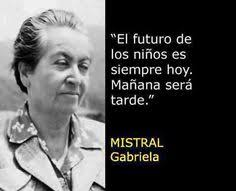 “El futuro de
los niños es
siempre hoy.
Mañana será
tarde.”
MISTRAL
Gabriela